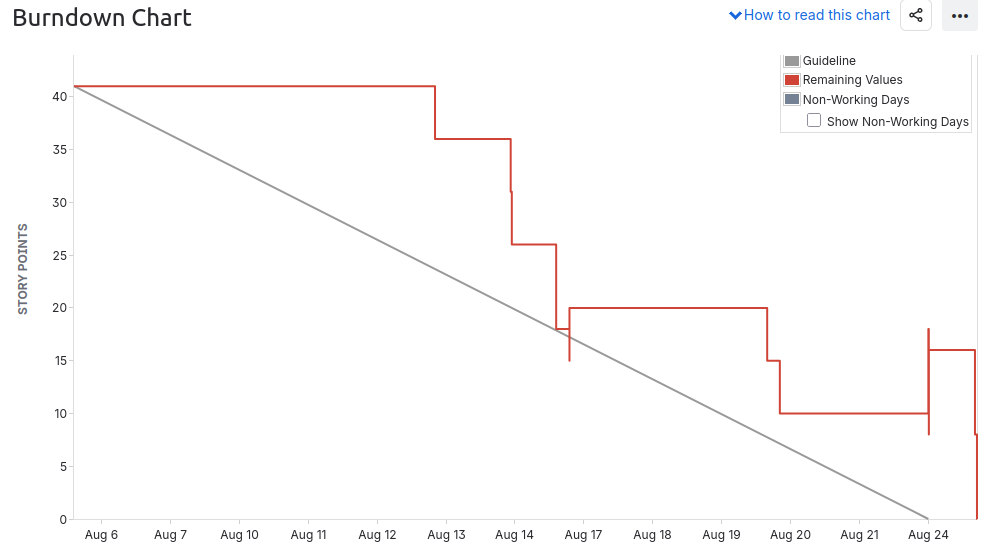 Burndown Chart
How to read this chart
Guideline
Remaining Values
Non-Working Days
Show Non-Working Days
STORY POINTS
40
35
30
25
20
15
10
5
0
Aug 6 Aug 7 Aug 10 Aug 11 Aug 12 Aug 13 Aug 14 Aug 17 Aug 18 Aug 19 Aug 20 Aug 21 Aug 24